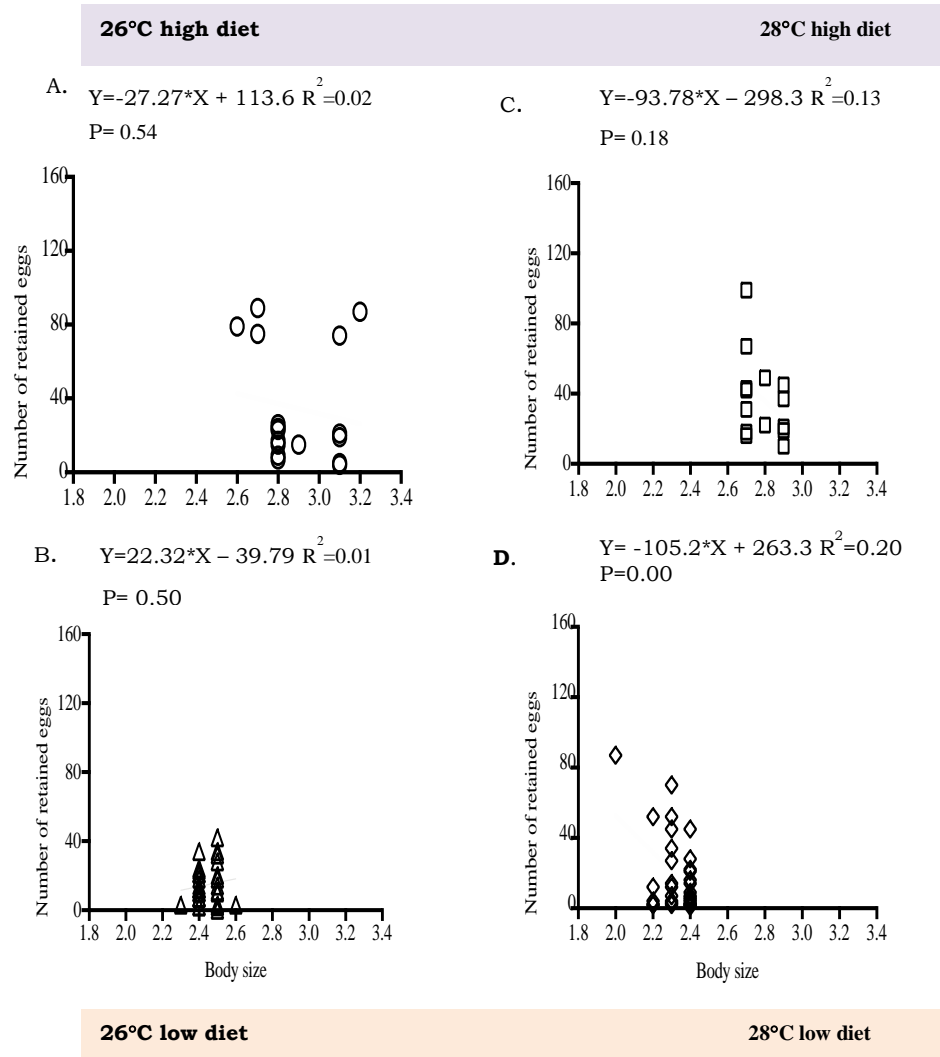 26°C high diet 28°C high diet
A. Y=-27.27*X + 113.6 R²=0.02
P= 0.54
C. Y=-93.78*X – 298.3 R²=0.13
P= 0.18
Number of retained eggs
160
120
80
40
0
1.8 2.0 2.2 2.4 2.6 2.8 3.0 3.2 3.4
Number of retained eggs
160
120
80
40
0
1.8 2.0 2.2 2.4 2.6 2.8 3.0 3.2 3.4
B. Y=22.32*X – 39.79 R²=0.01
P= 0.50
D. Y= -105.2*X + 263.3 R²=0.20
P=0.00
Number of retained eggs
160
120
80
40
0
1.8 2.0 2.2 2.4 2.6 2.8 3.0 3.2 3.4
Body size
Number of retained eggs
160
120
80
40
0
1.8 2.0 2.2 2.4 2.6 2.8 3.0 3.2 3.4
Body size
26°C low diet 28°C low diet